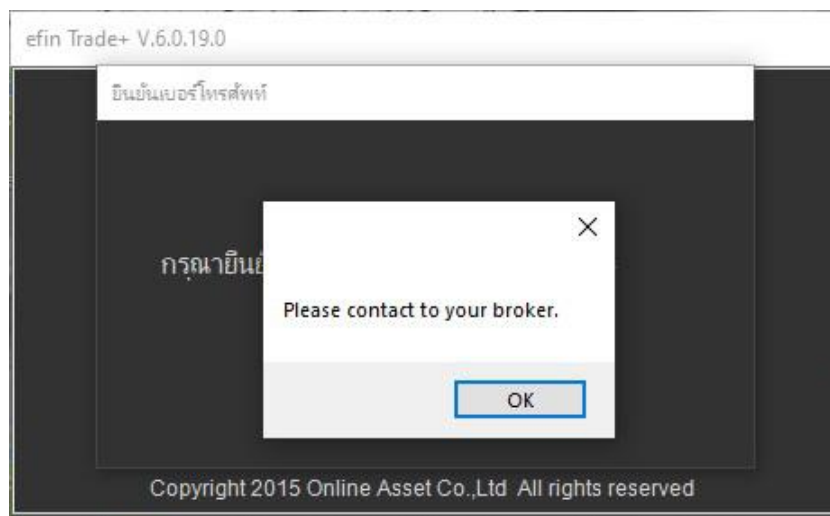 efin Trade+ V.6.0.19.0
ยืนยันเบอร์โทรศัพท์
กรุณายืนยั
Please contact to your broker.
OK
Copyright 2015 Online Asset Co.,Ltd All rights reserved